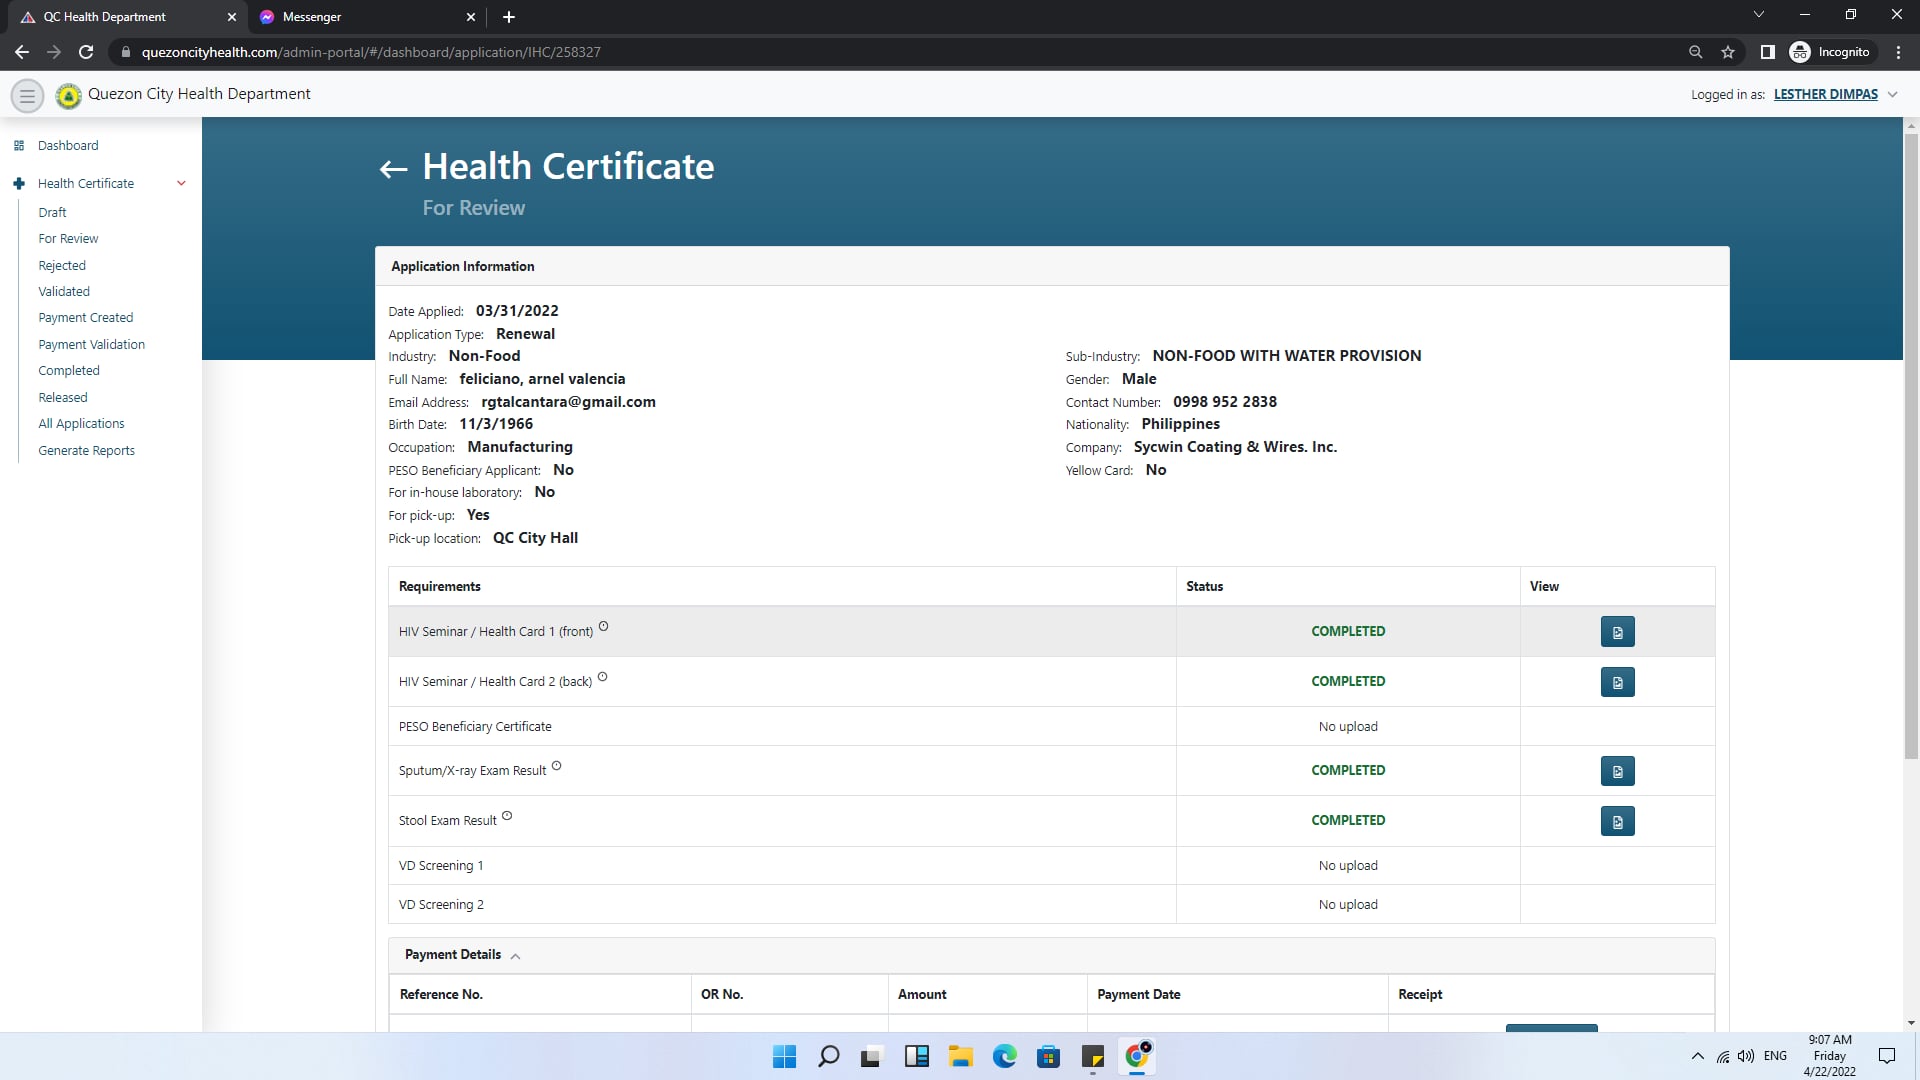 QC Health Department
Messenger
quezoncityhealth.com/admin-portal/#/dashboard/application/IHC/258327
Incognito
Quezon City Health Department
Logged in as: LESTHER DIMPAS
Dashboard
Health Certificate
Draft
For Review
Rejected
Validated
Payment Created
Payment Validation
Completed
Released
All Applications
Generate Reports
Health Certificate
For Review
Application Information
Date Applied: 03/31/2022
Application Type: Renewal
Industry: Non-Food
Sub-Industry: NON-FOOD WITH WATER PROVISION
Full Name: feliciano, arnel valencia
Gender: Male
Email Address: rgtalcantara@gmail.com
Contact Number: 0998 952 2838
Birth Date: 11/3/1966
Nationality: Philippines
Occupation: Manufacturing
Company: Sycwin Coating & Wires. Inc.
PESO Beneficiary Applicant: No
Yellow Card: No
For in-house laboratory: No
For pick-up: Yes
Pick-up location: QC City Hall
Requirements Status View
HIV Seminar / Health Card 1 (front) COMPLETED
HIV Seminar / Health Card 2 (back) COMPLETED
PESO Beneficiary Certificate No upload
Sputum/X-ray Exam Result COMPLETED
Stool Exam Result COMPLETED
VD Screening 1 No upload
VD Screening 2 No upload
Payment Details
Reference No. OR No. Amount Payment Date Receipt
ENG
9:07 AM
Friday
4/22/2022